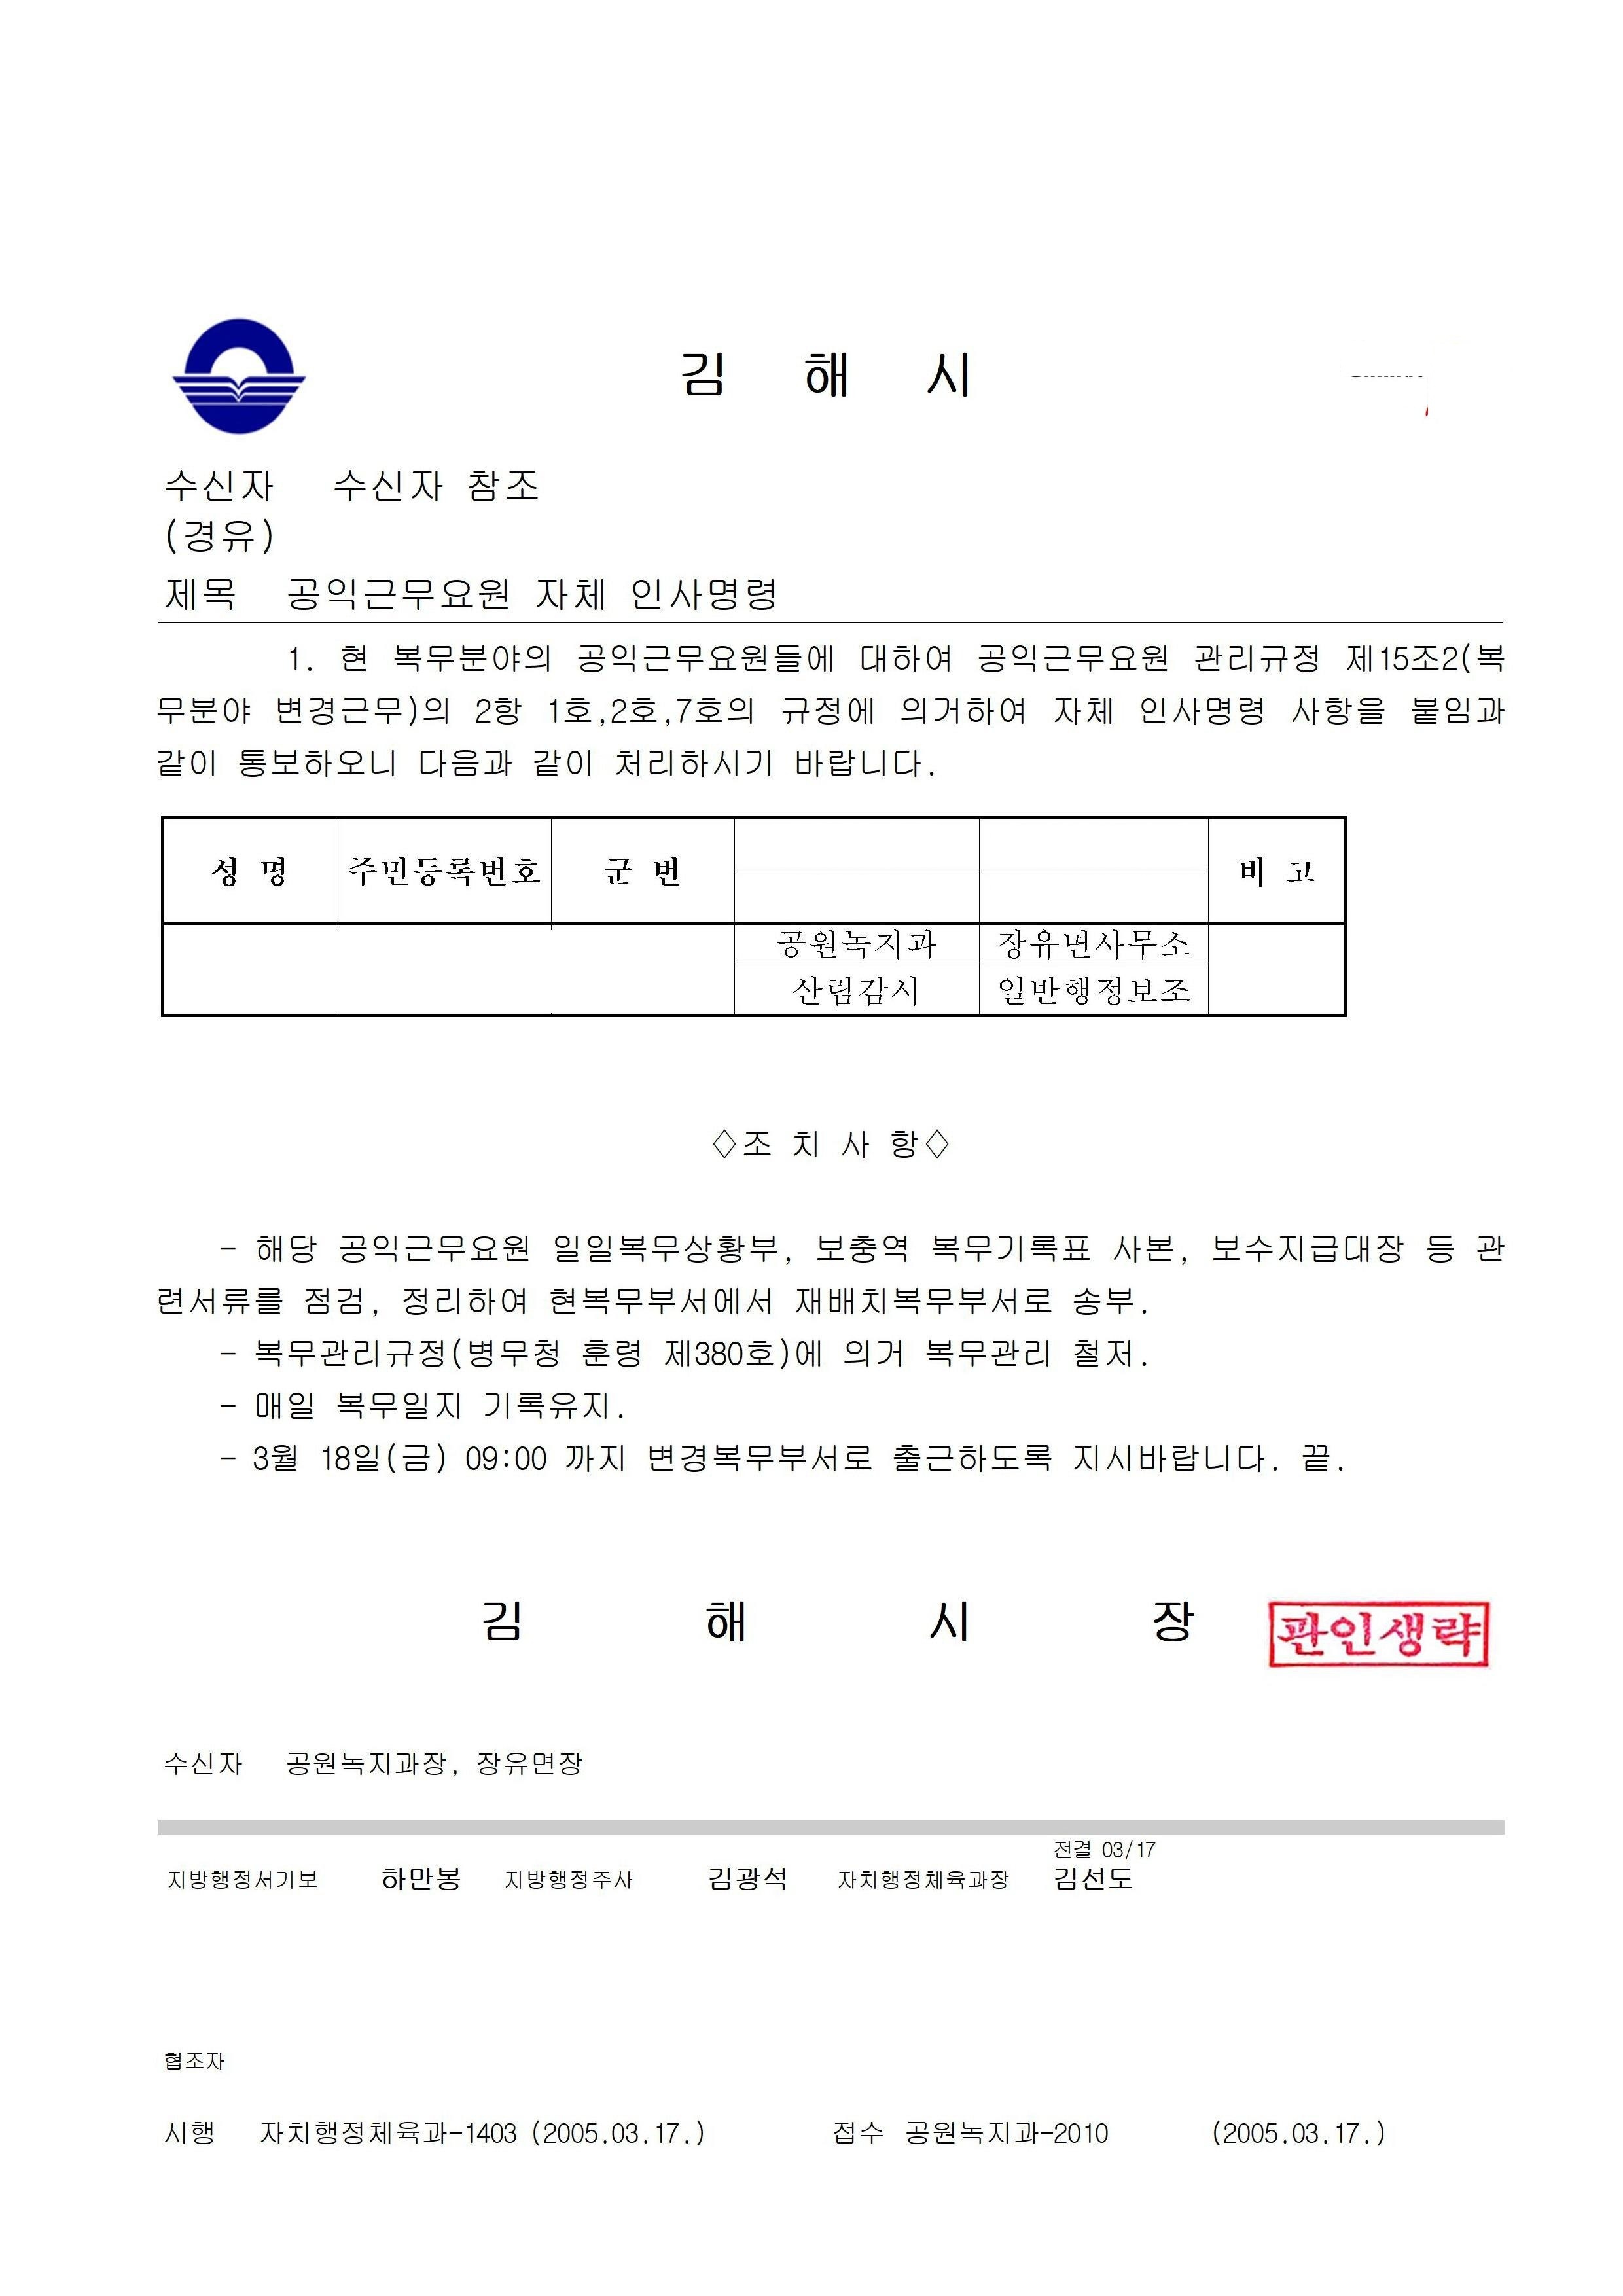 김 해 시
수신자 수신자 참조
(경유)
제목 공익근무요원 자체 인사명령
1. 현 복무분야의 공익근무요원들에 대하여 공익근무요원 관리규정 제15조2(복
무분야 변경근무)의 2항 1호,2호,7호의 규정에 의거하여 자체 인사명령 사항을 붙임과
같이 통보하오니 다음과 같이 처리하시기 바랍니다.
성 명 주민등록번호 군 번 비 고
공원녹지과 장유면사무소
산림감시 일반행정보조
◇조 치 사 항◇
- 해당 공익근무요원 일일복무상황부, 보충역 복무기록표 사본, 보수지급대장 등 관
련서류를 점검, 정리하여 현복무부서에서 재배치복무부서로 송부.
- 복무관리규정(병무청 훈령 제380호)에 의거 복무관리 철저.
- 매일 복무일지 기록유지.
- 3월 18일(금) 09:00 까지 변경복무부서로 출근하도록 지시바랍니다. 끝.
김 해 시 장 관인생략
수신자 공원녹지과장, 장유면장
전결 03/17
지방행정서기보 하만봉 지방행정주사 김광석 자치행정체육과장 김선도
협조자
시행 자치행정체육과-1403 (2005.03.17.) 접수 공원녹지과-2010 (2005.03.17.)